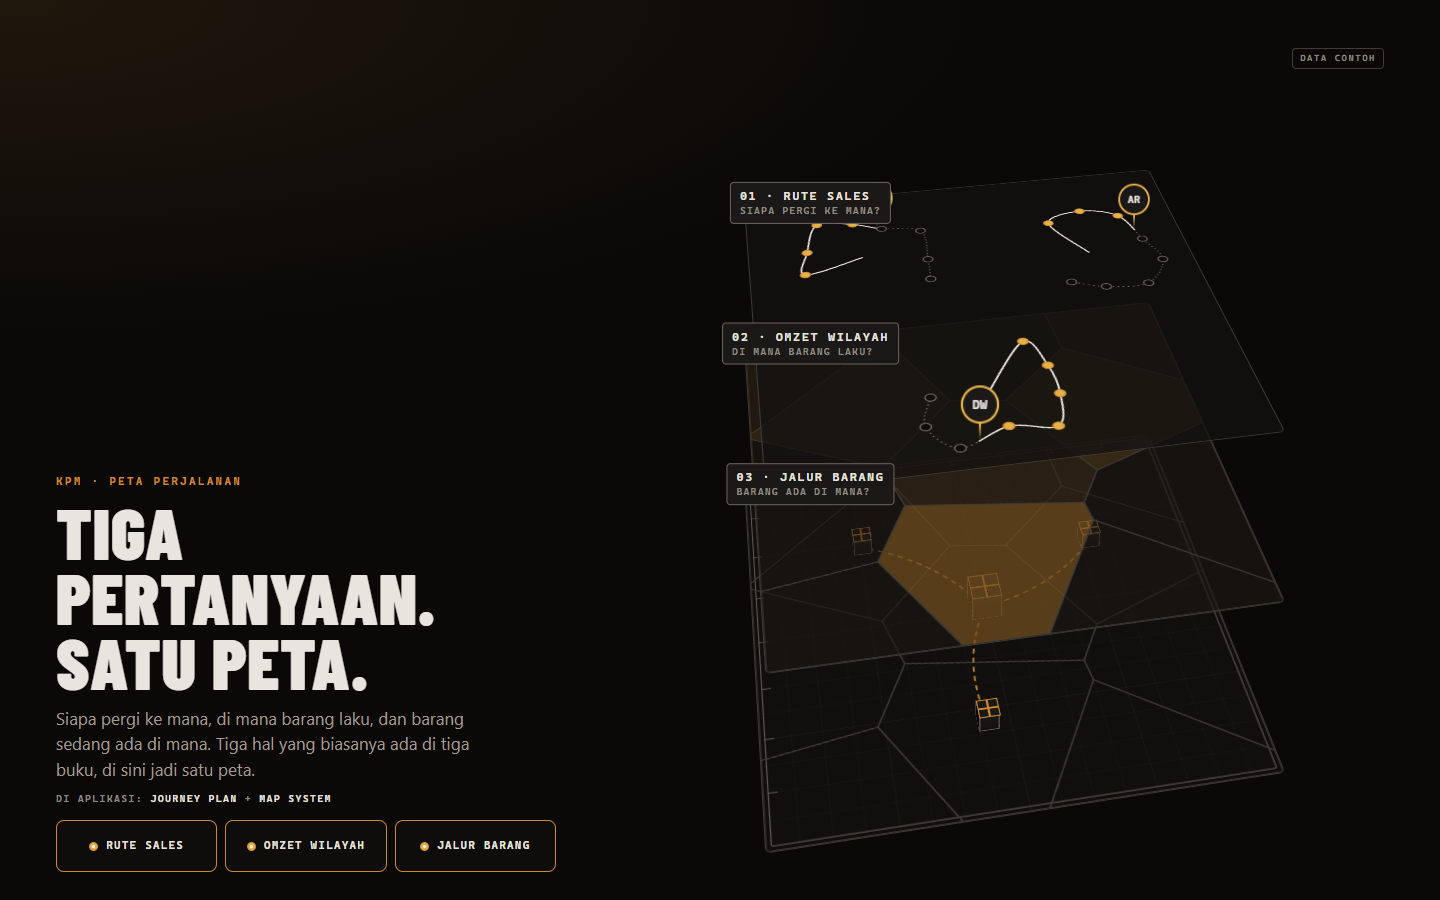 DATA CONTOH
01 · RUTE SALES
SIAPA PERGI KE MANA?
AR
02 · OMZET WILAYAH
DI MANA BARANG LAKU?
DW
03 · JALUR BARANG
BARANG ADA DI MANA?
KPM · PETA PERJALANAN
TIGA
PERTANYAAN.
SATU PETA.
Siapa pergi ke mana, di mana barang laku, dan barang
sedang ada di mana. Tiga hal yang biasanya ada di tiga
buku, di sini jadi satu peta.
DI APLIKASI: JOURNEY PLAN + MAP SYSTEM
RUTE SALES
OMZET WILAYAH
JALUR BARANG